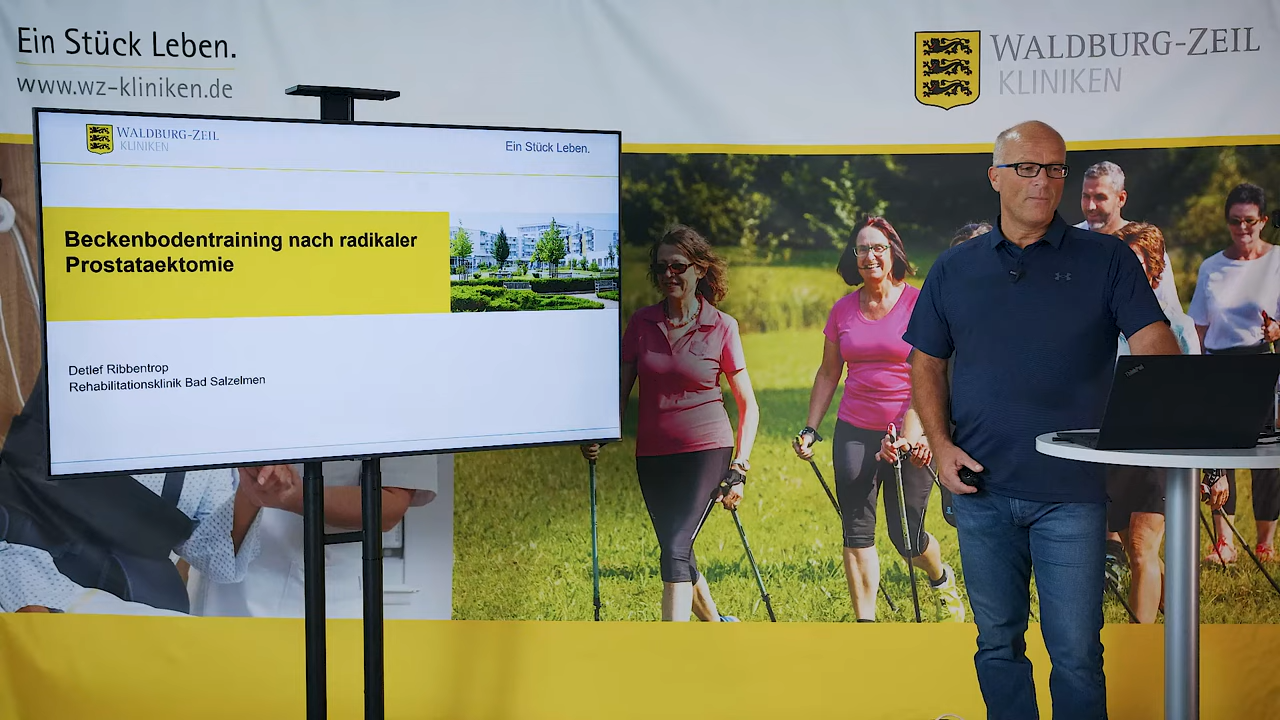 Ein Stück Leben.
www.wz-kliniken.de
WALDBURG-ZEIL
KLINIKEN
WALDBURG-ZEIL
KLINIKEN
Ein Stück Leben.
Beckenbodentraining nach radikaler
Prostataektomie
Detlef Ribbentrop
Rehabilitationsklinik Bad Salzelmen
ThinkPad